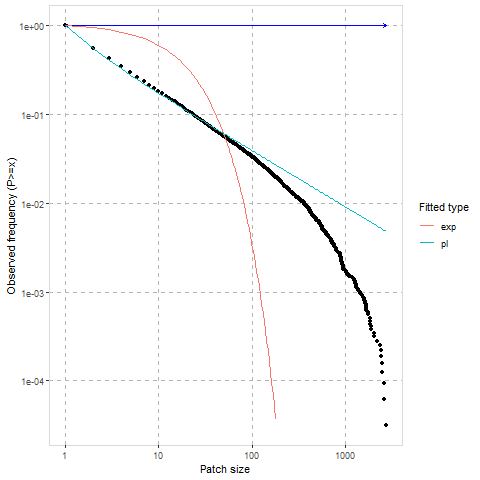 1e+00
1e-01
1e-02
1e-03
1e-04
Observed frequency (P>=x)
1
10
100
1000
Patch size
Fitted type
exp
pl